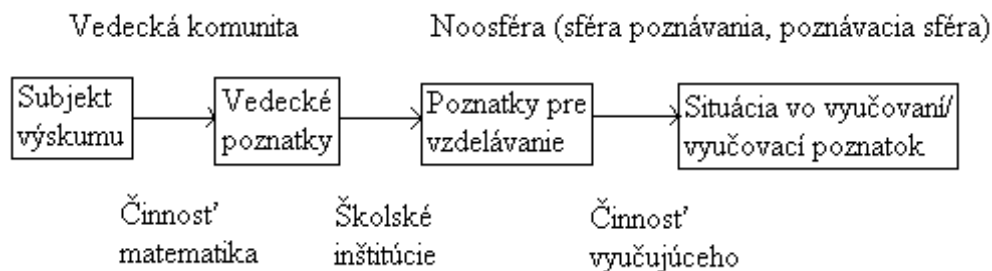 Vedecká komunita
Noosféra (sféra poznávania, poznávacia sféra)
Subjekt
výskumu
Vedecké
poznatky
Poznatky pre
vzdelávanie
Situácia vo vyučovaní/
vyučovací poznatok
Činnosť
matematika
Školské
inštitúcie
Činnosť
vyučujúceho